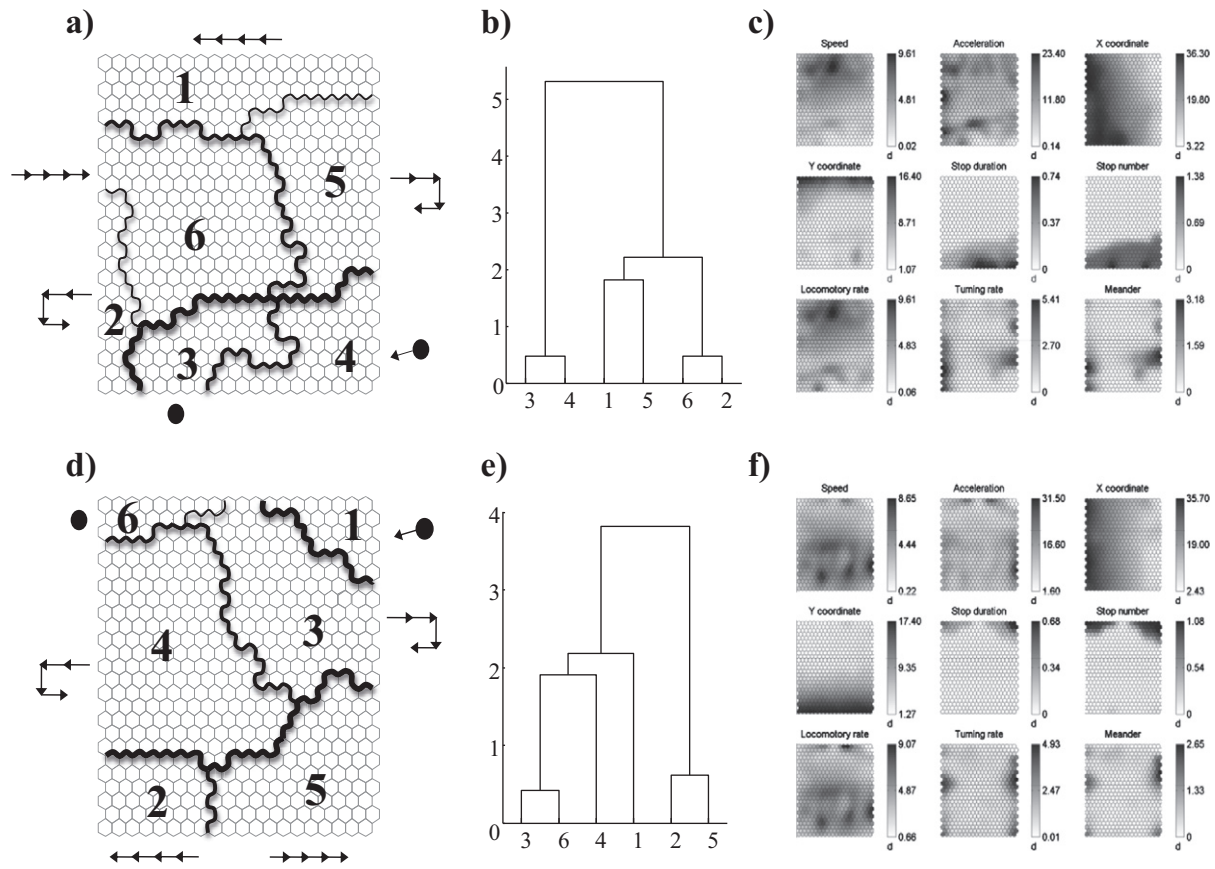 a)
b)
c)
1
2
3
4
5
6
5
4
3
2
1
0
3 4 1 5 6 2
Speed
9.61
4.81
0.02
d
Acceleration
23.40
11.80
0.14
d
X coordinate
36.30
19.80
3.22
d
Y coordinate
16.40
8.71
1.07
d
Stop duration
0.74
0.37
0
d
Stop number
1.38
0.69
0
d
Locomotory rate
9.61
4.83
0.06
d
Turning rate
5.41
2.70
0
d
Meander
3.18
1.59
0
d
d)
e)
f)
6
1
3
4
2
5
4
3
2
1
0
3 6 4 1 2 5
Speed
8.65
4.44
0.22
d
Acceleration
31.50
16.60
1.60
d
X coordinate
35.70
19.00
2.43
d
Y coordinate
17.40
9.35
1.27
d
Stop duration
0.68
0.34
0
d
Stop number
1.08
0.54
0
d
Locomotory rate
9.07
4.87
0.66
d
Turning rate
4.93
2.47
0.01
d
Meander
2.65
1.33
0
d